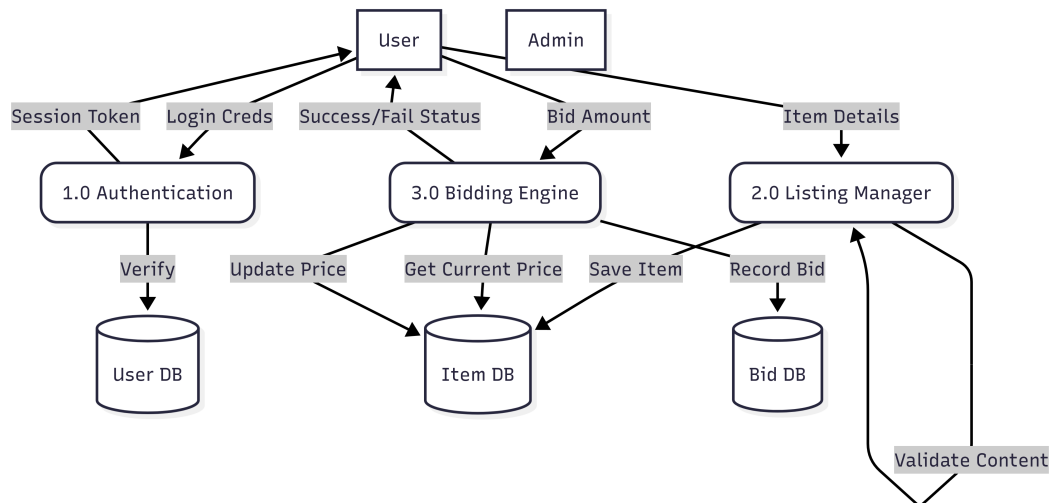 User
Admin
Session Token
Login Creds
Success/Fail Status
Bid Amount
Item Details
1.0 Authentication
3.0 Bidding Engine
2.0 Listing Manager
Verify
Update Price
Get Current Price
Save Item
Record Bid
User DB
Item DB
Bid DB
Validate Content